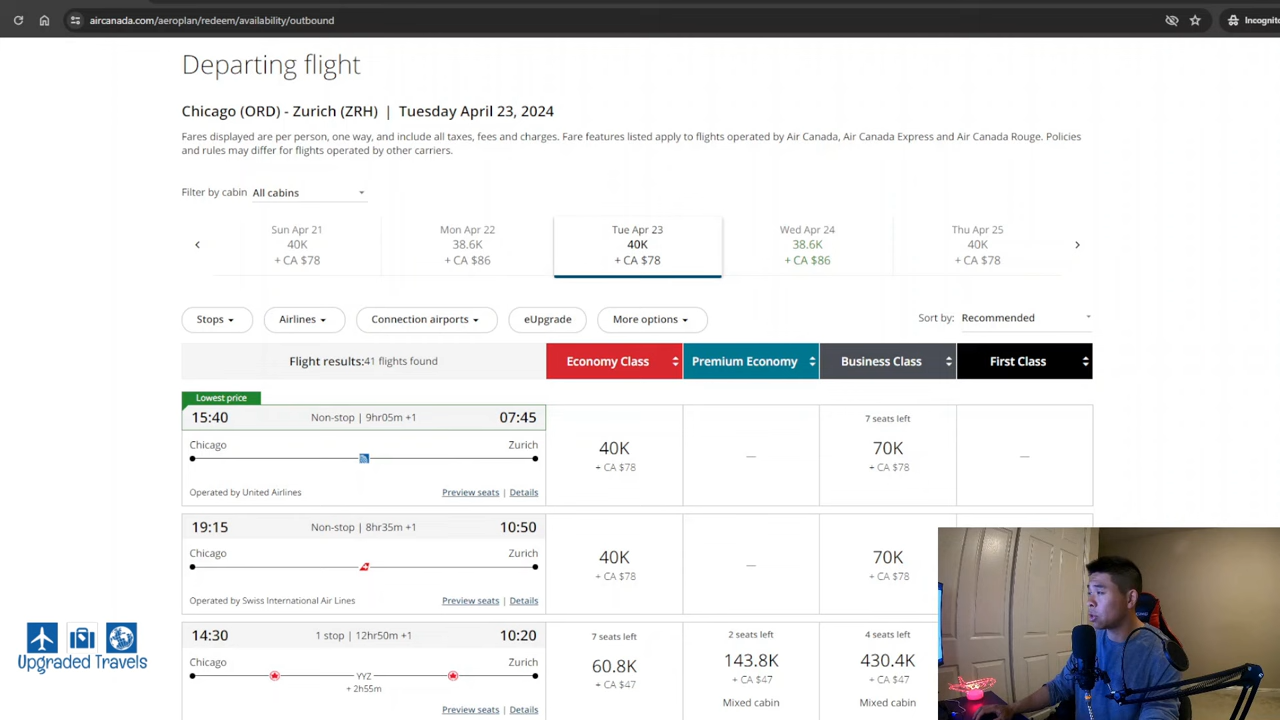 aircanada.com/aeroplan/redeem/availability/outbound
Incognito
Departing flight
Chicago (ORD) - Zurich (ZRH) | Tuesday April 23, 2024
Fares displayed are per person, one way, and include all taxes, fees and charges. Fare features listed apply to flights operated by Air Canada, Air Canada Express and Air Canada Rouge. Policies
and rules may differ for flights operated by other carriers.
Filter by cabin All cabins
Sun Apr 21 Mon Apr 22 Tue Apr 23 Wed Apr 24 Thu Apr 25
40K 38.6K 40K 38.6K 40K
+ CA $78 + CA $86 + CA $78 + CA $86 + CA $78
Stops Airlines Connection airports eUpgrade More options Sort by: Recommended
Flight results:41 flights found Economy Class Premium Economy Business Class First Class
Lowest price
15:40 Non-stop | 9hr05m +1 07:45 7 seats left
Chicago Zurich 40K — 70K —
+ CA $78 + CA $78
Operated by United Airlines Preview seats | Details
19:15 Non-stop | 8hr35m +1 10:50
Chicago Zurich 40K — 70K
+ CA $78 + CA $78
Operated by Swiss International Air Lines Preview seats | Details
14:30 1 stop | 12hr50m +1 10:20 7 seats left 2 seats left 4 seats left
Chicago Zurich 60.8K 143.8K 430.4K
YYZ + CA $47 + CA $47 + CA $47
+ 2h55m
Mixed cabin Mixed cabin
Preview seats | Details
Upgraded Travels